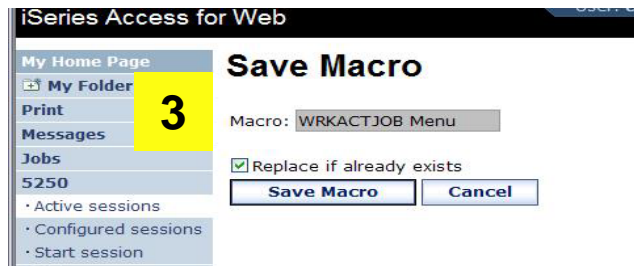 iSeries Access for Web
User:
My Home Page
My Folder
Print
Messages
Jobs
5250
· Active sessions
· Configured sessions
· Start session
3
Save Macro
Macro: WRKACTJOB Menu
Replace if already exists
Save Macro Cancel